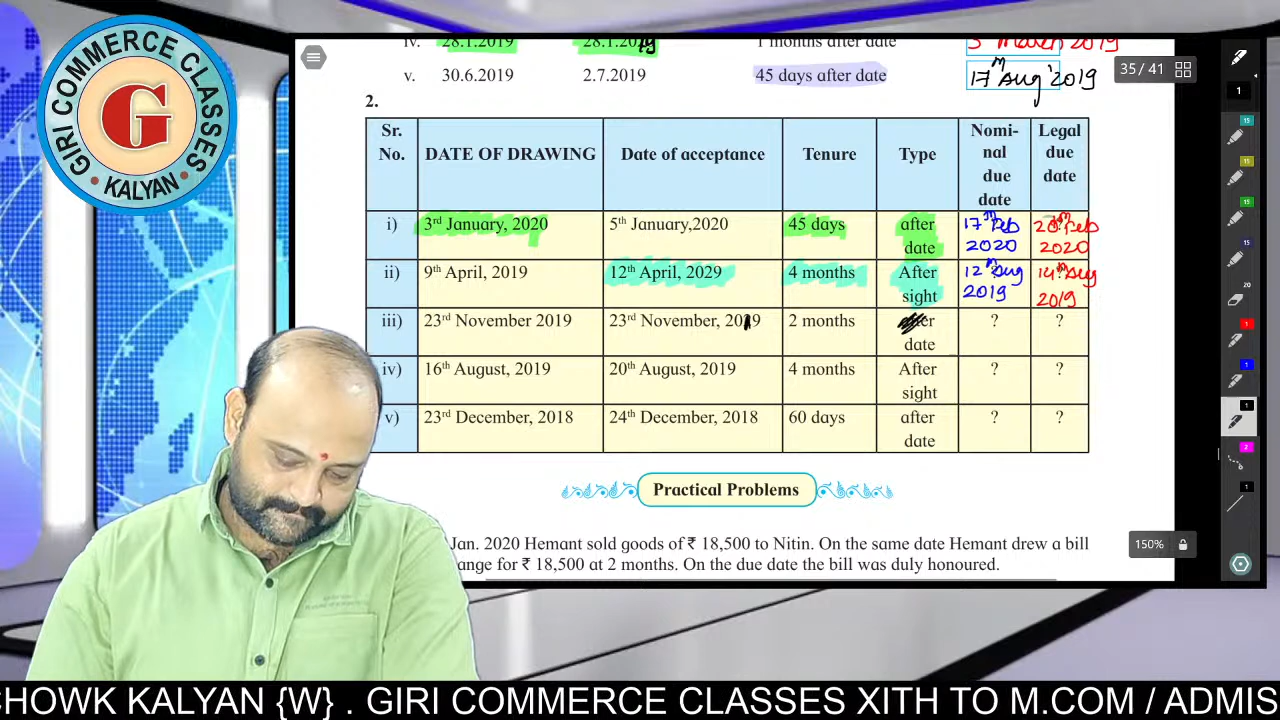 GIRI COMMERCE CLASSES
G
• KALYAN •
iv. 28.1.2019 28.1.2019 1 months after date 3 March 2019
v. 30.6.2019 2.7.2019 45 days after date 17th Aug 2019
35 / 41
2.
Sr. No. DATE OF DRAWING Date of acceptance Tenure Type Nomi-nal due date Legal due date
i) 3rd January, 2020 5th January,2020 45 days after date 17th Feb 2020 20th Feb 2020
ii) 9th April, 2019 12th April, 2029 4 months After sight 12th Aug 2019 14th Aug 2019
iii) 23rd November 2019 23rd November, 2019 2 months date ? ?
iv) 16th August, 2019 20th August, 2019 4 months After sight ? ?
v) 23rd December, 2018 24th December, 2018 60 days after date ? ?
Practical Problems
Jan. 2020 Hemant sold goods of ₹ 18,500 to Nitin. On the same date Hemant drew a bill
ange for ₹ 18,500 at 2 months. On the due date the bill was duly honoured.
150%
CHOWK KALYAN {W} . GIRI COMMERCE CLASSES XITH TO M.COM / ADMIS